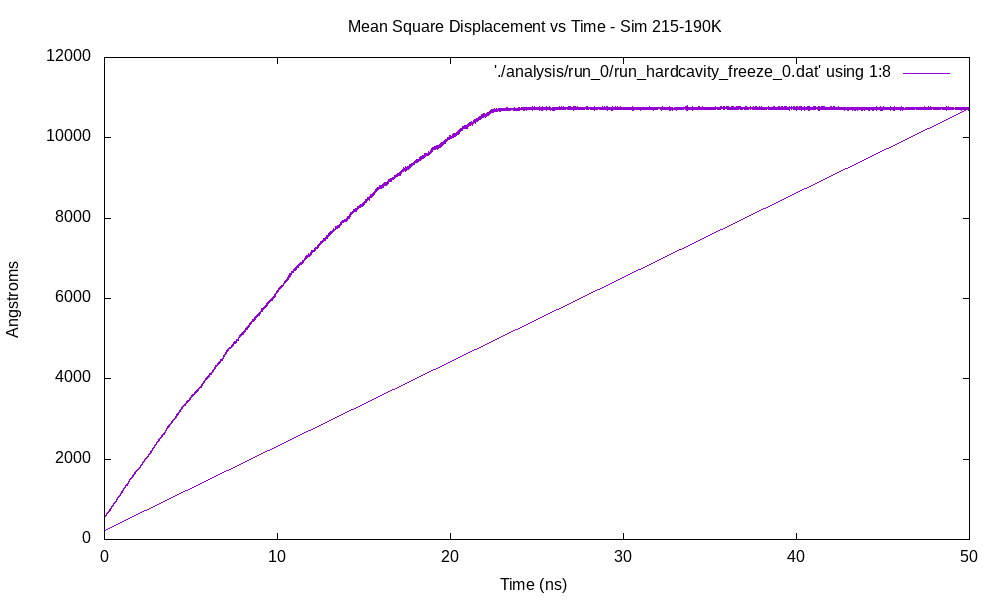 Mean Square Displacement vs Time - Sim 215-190K
'./analysis/run_0/run_hardcavity_freeze_0.dat' using 1:8
12000
10000
8000
6000
4000
2000
0
Angstroms
0 10 20 30 40 50
Time (ns)